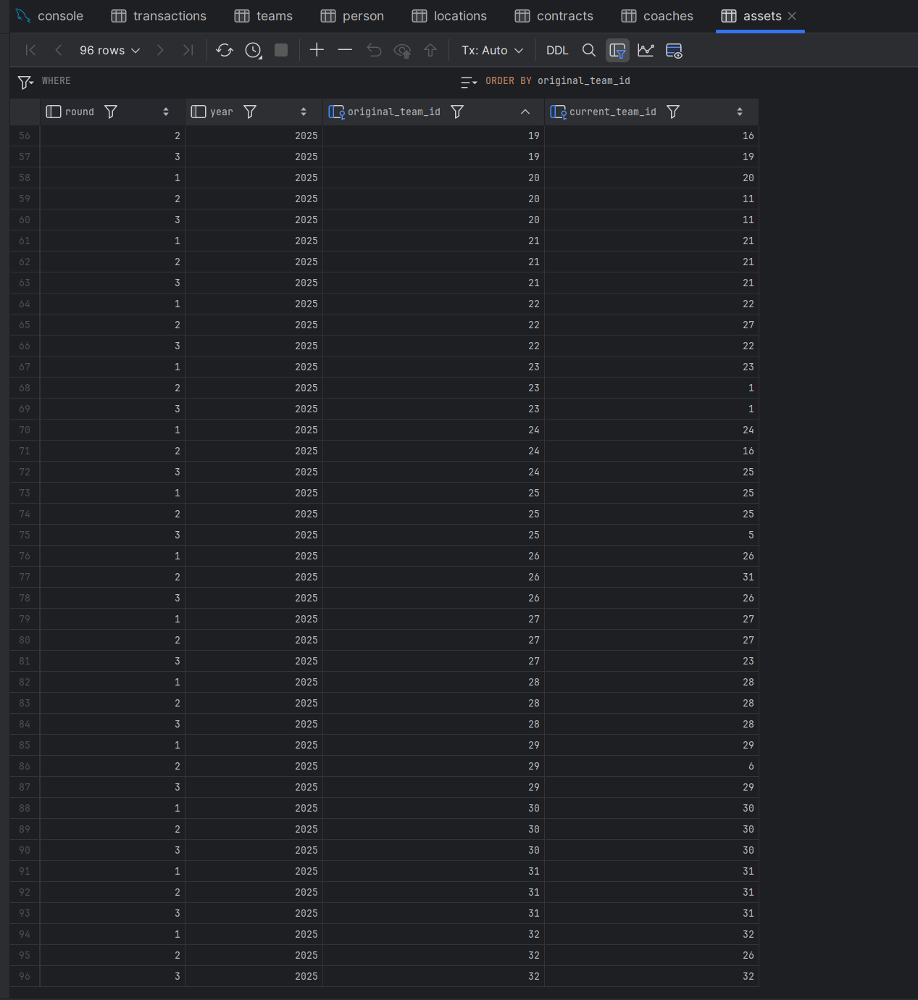 console transactions teams person locations contracts coaches assets
96 rows Tx: Auto DDL
WHERE ORDER BY original_team_id
round year original_team_id current_team_id
56 2 2025 19 16
57 3 2025 19 19
58 1 2025 20 20
59 2 2025 20 11
60 3 2025 20 11
61 1 2025 21 21
62 2 2025 21 21
63 3 2025 21 21
64 1 2025 22 22
65 2 2025 22 27
66 3 2025 22 22
67 1 2025 23 23
68 2 2025 23 1
69 3 2025 23 1
70 1 2025 24 24
71 2 2025 24 16
72 3 2025 24 25
73 1 2025 25 25
74 2 2025 25 25
75 3 2025 25 5
76 1 2025 26 26
77 2 2025 26 31
78 3 2025 26 26
79 1 2025 27 27
80 2 2025 27 27
81 3 2025 27 23
82 1 2025 28 28
83 2 2025 28 28
84 3 2025 28 28
85 1 2025 29 29
86 2 2025 29 6
87 3 2025 29 29
88 1 2025 30 30
89 2 2025 30 30
90 3 2025 30 30
91 1 2025 31 31
92 2 2025 31 31
93 3 2025 31 31
94 1 2025 32 32
95 2 2025 32 26
96 3 2025 32 32